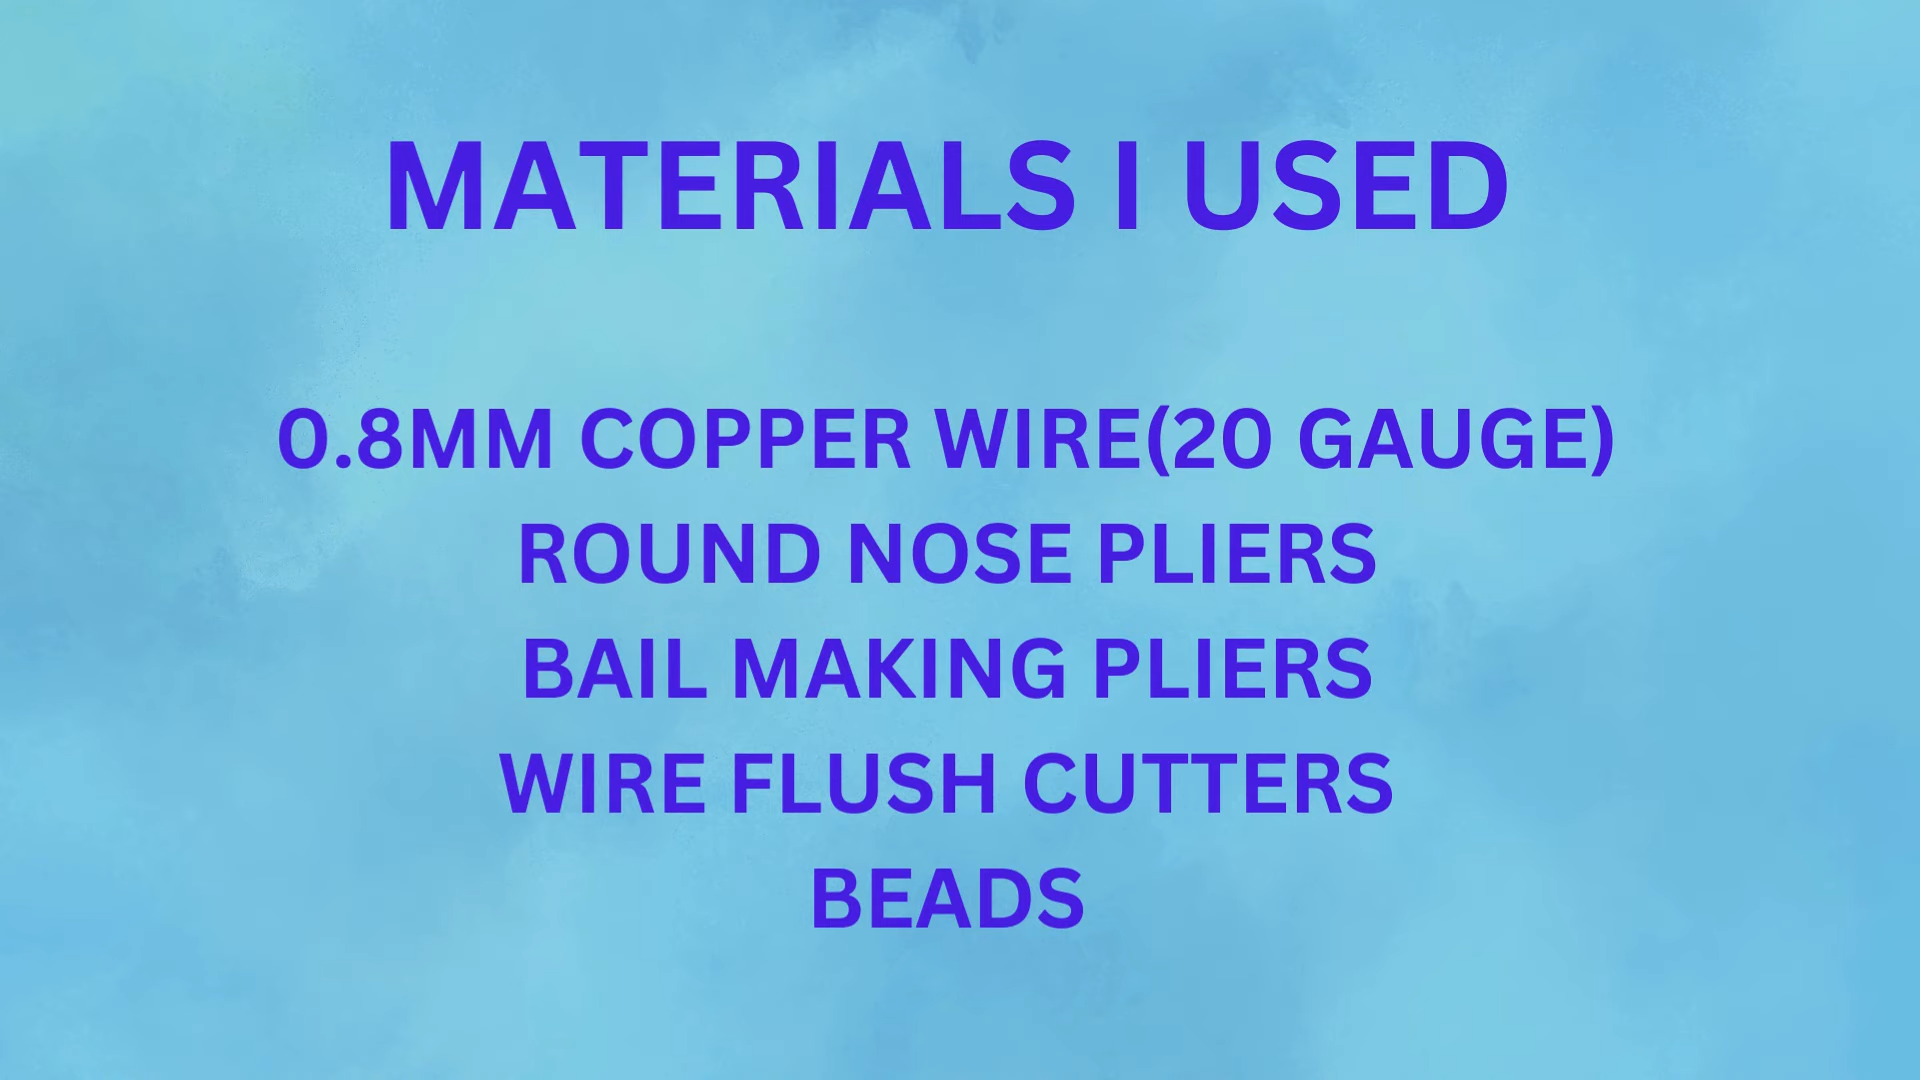 MATERIALS I USED
0.8MM COPPER WIRE(20 GAUGE)
ROUND NOSE PLIERS
BAIL MAKING PLIERS
WIRE FLUSH CUTTERS
BEADS